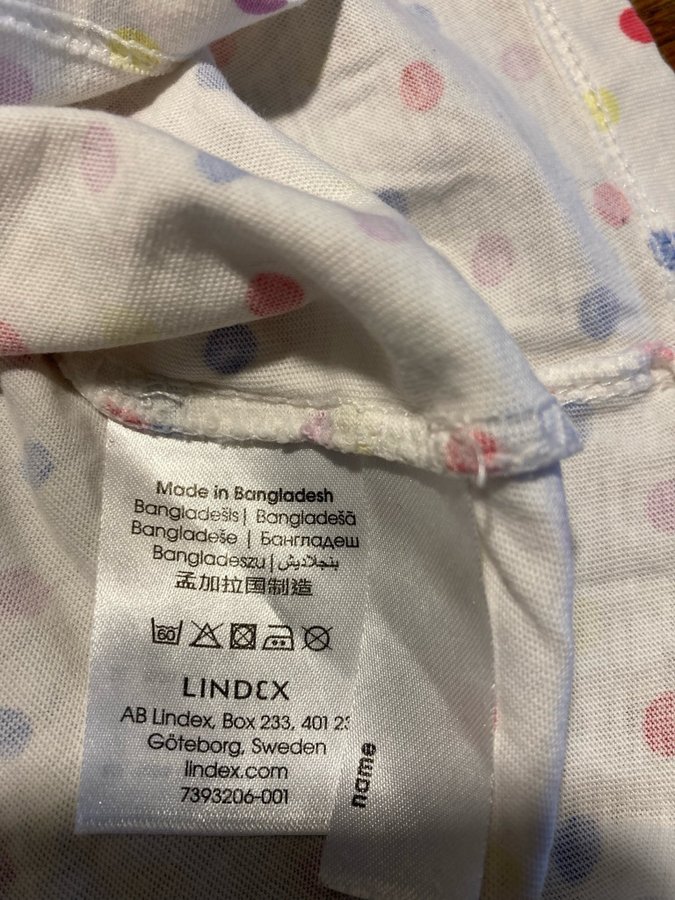 Made in Bangladesh
Bangladešis| Bangladešā
Bangladeše | Бангладеш
Bangladeszu| بنجلاديش
孟加拉国制造
60
LINDEX
AB Lindex, Box 233, 401 23
Göteborg, Sweden
lindex.com
7393206-001
name